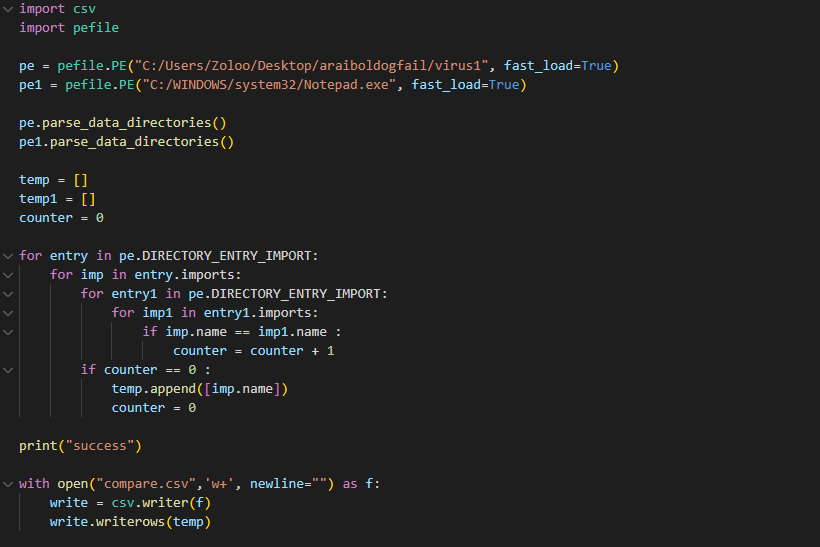 import csv
import pefile
pe = pefile.PE("C:/Users/Zoloo/Desktop/araiboldogfail/virus1", fast_load=True)
pe1 = pefile.PE("C:/WINDOWS/system32/Notepad.exe", fast_load=True)
pe.parse_data_directories()
pe1.parse_data_directories()
temp = []
temp1 = []
counter = 0
for entry in pe.DIRECTORY_ENTRY_IMPORT:
    for imp in entry.imports:
        for entry1 in pe.DIRECTORY_ENTRY_IMPORT:
            for imp1 in entry1.imports:
                if imp.name == imp1.name :
                    counter = counter + 1
        if counter == 0 :
            temp.append([imp.name])
            counter = 0
print("success")
with open("compare.csv",'w+', newline="") as f:
    write = csv.writer(f)
    write.writerows(temp)